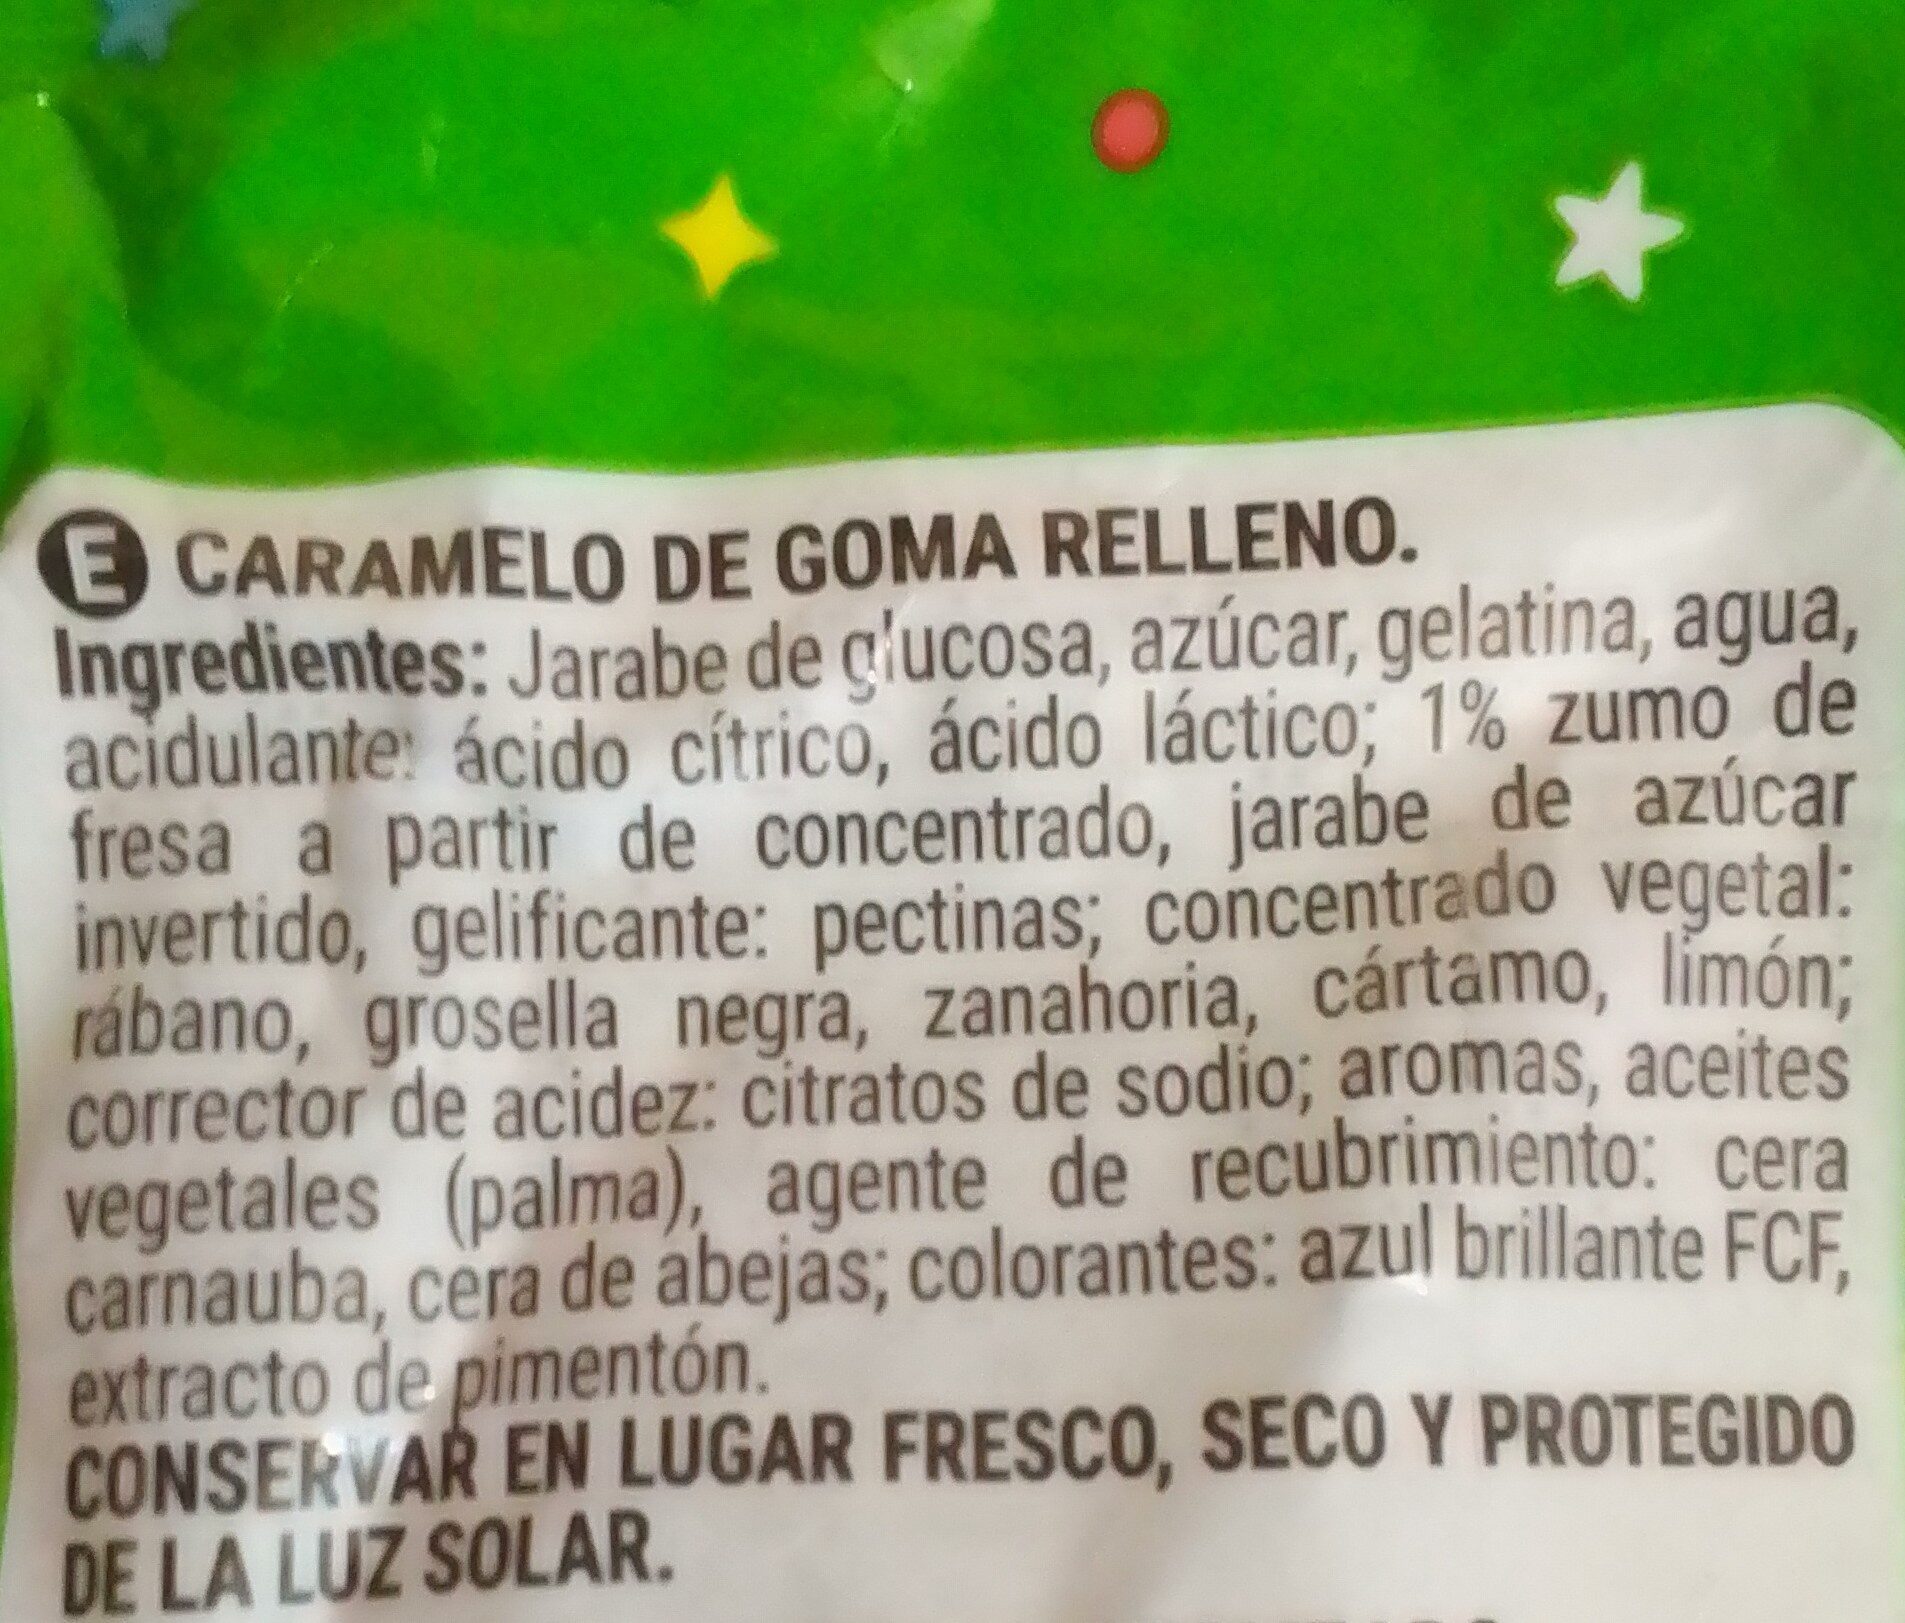 E CARAMELO DE GOMA RELLENO.
Ingredientes: Jarabe de glucosa, azúcar, gelatina, agua,
acidulante: ácido cítrico, ácido láctico; 1% zumo de
fresa a partir de concentrado, jarabe de azúcar
invertido, gelificante: pectinas; concentrado vegetal:
rábano, grosella negra, zanahoria, cártamo, limón;
corrector de acidez: citratos de sodio; aromas, aceites
vegetales (palma), agente de recubrimiento: cera
carnauba, cera de abejas; colorantes: azul brillante FCF,
extracto de pimentón.
CONSERVAR EN LUGAR FRESCO, SECO Y PROTEGIDO
DE LA LUZ SOLAR.